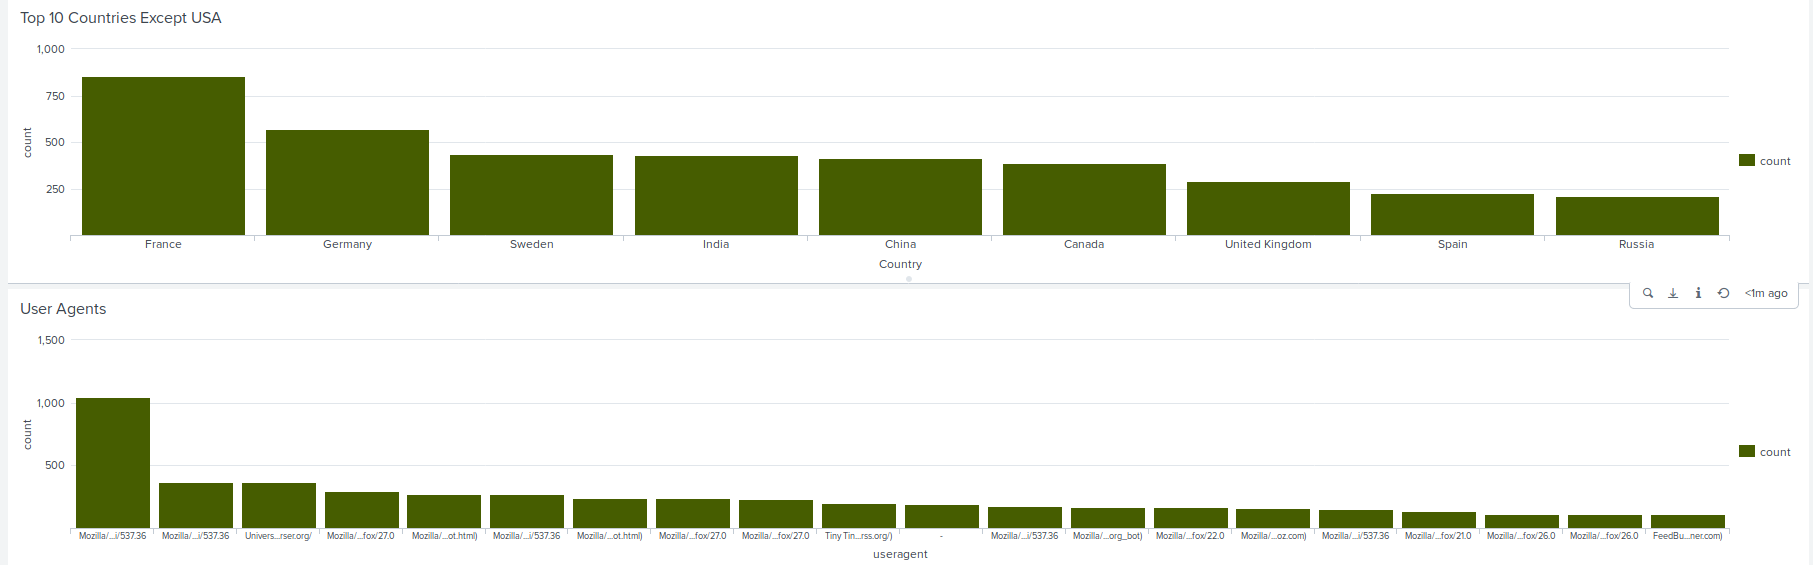 Top 10 Countries Except USA
1,000
750
500
250
count
France Germany Sweden India China Canada United Kingdom Spain Russia
Country
count
<1m ago
User Agents
1,500
1,000
500
count
Mozilla/...i/537.36 Mozilla/...i/537.36 Univers...rser.org/ Mozilla/...fox/27.0 Mozilla/...ot.html) Mozilla/...i/537.36 Mozilla/...ot.html) Mozilla/...fox/27.0 Mozilla/...fox/27.0 Tiny Tin...rss.org/) - Mozilla/...i/537.36 Mozilla/...org_bot) Mozilla/...fox/22.0 Mozilla/...oz.com) Mozilla/...i/537.36 Mozilla/...fox/21.0 Mozilla/...fox/26.0 Mozilla/...fox/26.0 FeedBu...ner.com)
useragent
count